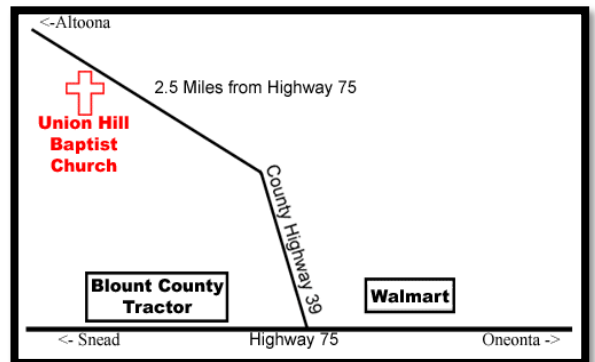 <-Altoona
2.5 Miles from Highway 75
Union Hill
Baptist
Church
County Highway 39
Blount County
Tractor
Walmart
<- Snead
Highway 75
Oneonta ->